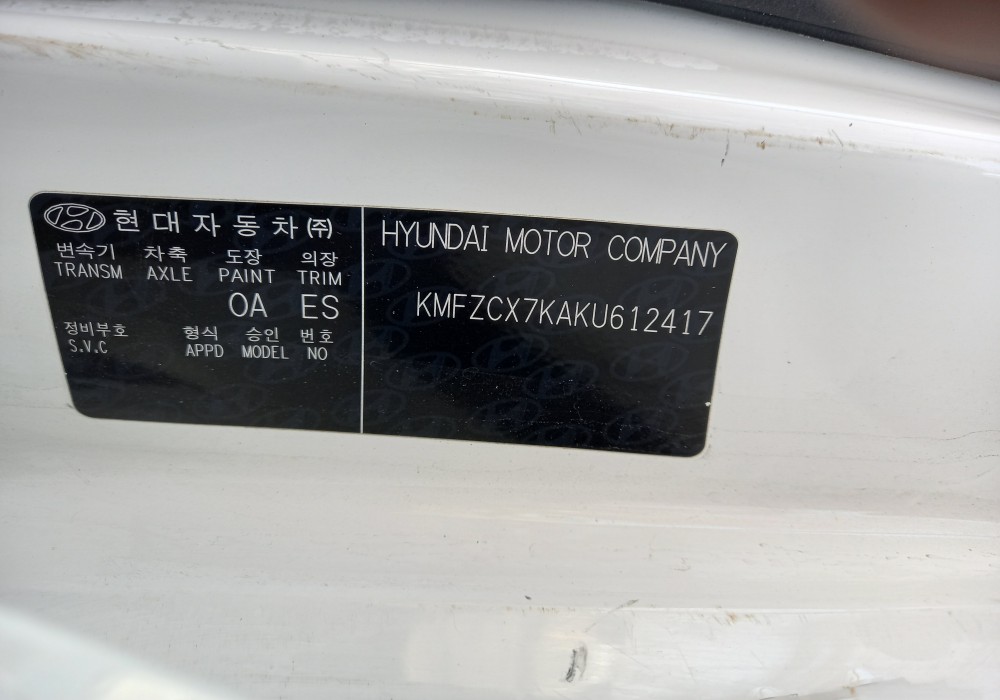 현대자동차㈜
변속기 차축 도장 의장
TRANSM AXLE PAINT TRIM
OA ES
정비부호 형식 승인 번호
S.V.C APPD MODEL NO
HYUNDAI MOTOR COMPANY
KMFZCX7KAKU612417